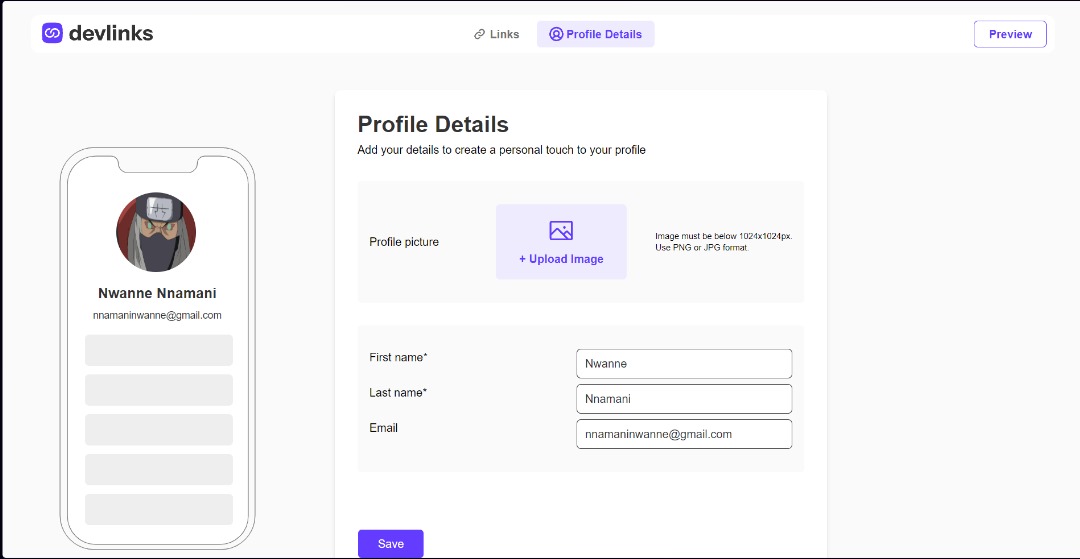 devlinks
Links
Profile Details
Preview
Profile Details
Add your details to create a personal touch to your profile
Profile picture
+ Upload Image
Image must be below 1024x1024px.
Use PNG or JPG format.
Nwanne Nnamani
nnamaninwanne@gmail.com
First name*
Nwanne
Last name*
Nnamani
Email
nnamaninwanne@gmail.com
Save